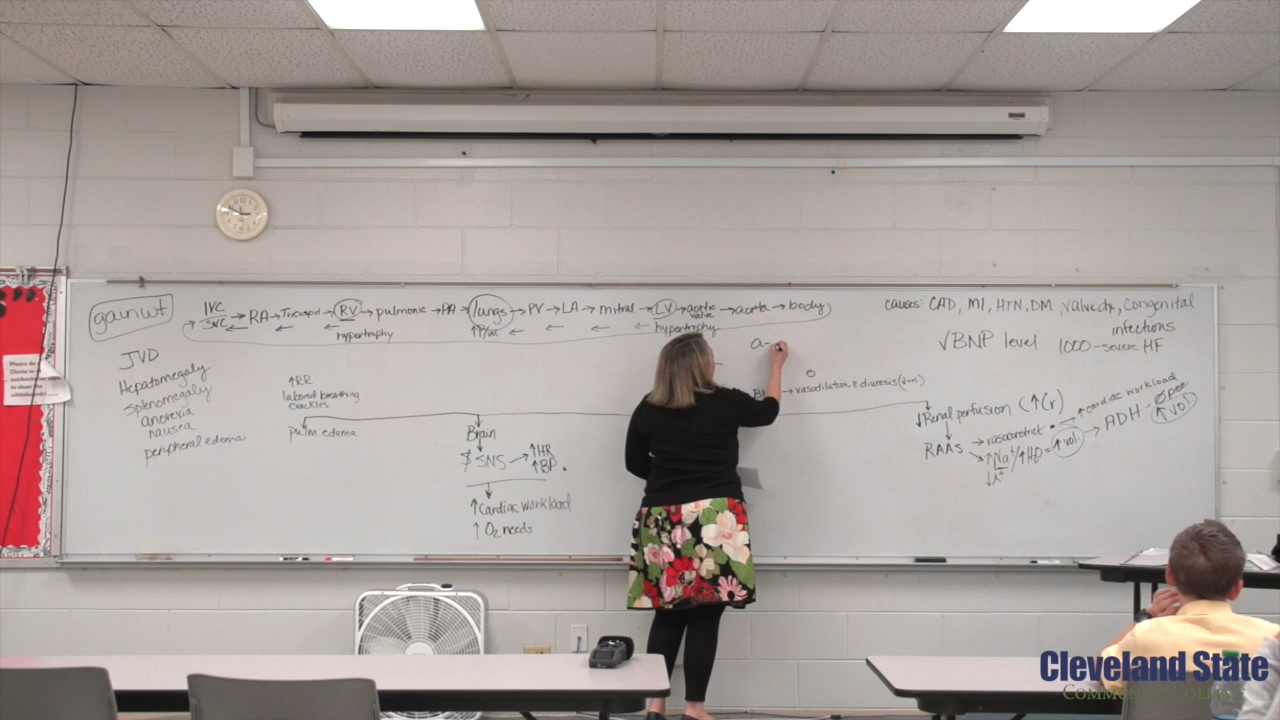 gain wt
IVC
SVC → RA → Tricuspid → RV → pulmonic → PA → lungs → PV → LA → mitral → LV → aortic valve → aorta → body
hypertrophy
hypertrophy
causes: CAD, MI, HTN, DM, valve dx, Congenital
infections
√BNP level 1000-severe HF
JVD
Hepatomegaly
Splenomegaly
anorexia
nausea
peripheral edema
↑RR
labored breathing
crackles
pulm. edema
Brain
SNS → ↑HR
↑BP
↑Cardiac workload
↑ O2 needs
a-
→ vasodilation & diuresis (↓vol)
↓Renal perfusion (↑Cr)
RAAS → vasoconstrict → ↑cardiac workload
→ ↑Na+/↑H2O = ↑vol. → ADH - Øpee
↑vol
↓K+
Cleveland State
Community College